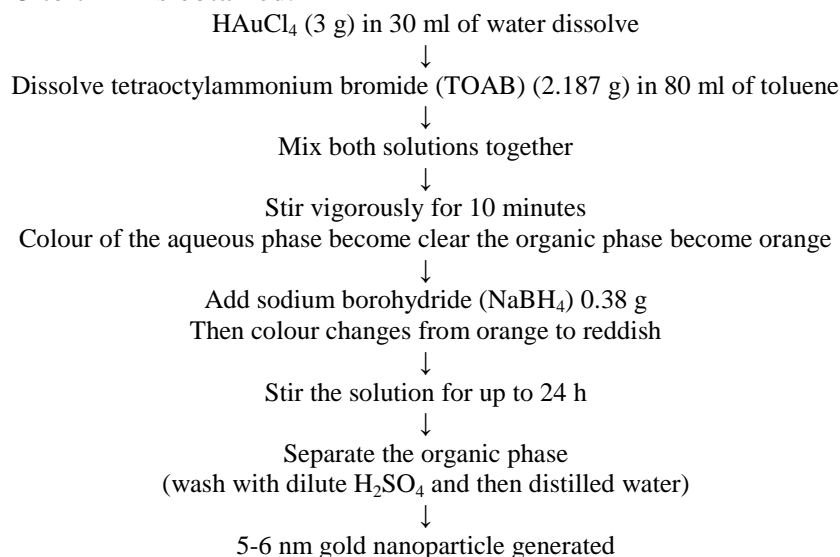 HAuCl₄ (3 g) in 30 ml of water dissolve
↓
Dissolve tetraoctylammonium bromide (TOAB) (2.187 g) in 80 ml of toluene
↓
Mix both solutions together
↓
Stir vigorously for 10 minutes
Colour of the aqueous phase become clear the organic phase become orange
↓
Add sodium borohydride (NaBH₄) 0.38 g
Then colour changes from orange to reddish
↓
Stir the solution for up to 24 h
↓
Separate the organic phase
(wash with dilute H₂SO₄ and then distilled water)
↓
5-6 nm gold nanoparticle generated